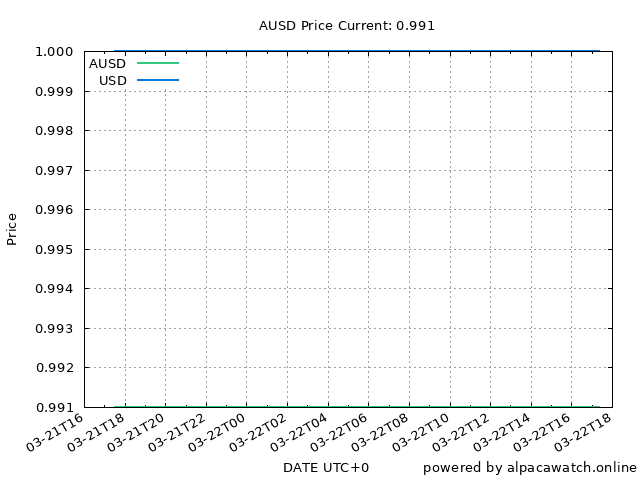 AUSD Price Current: 0.991
1.000
AUSD
USD
0.999
0.998
0.997
0.996
0.995
0.994
0.993
0.992
0.991
Price
03-21T16
03-21T18
03-21T20
03-21T22
03-22T00
03-22T02
03-22T04
03-22T06
03-22T08
03-22T10
03-22T12
03-22T14
03-22T16
03-22T18
DATE UTC+0
powered by alpacawatch.online